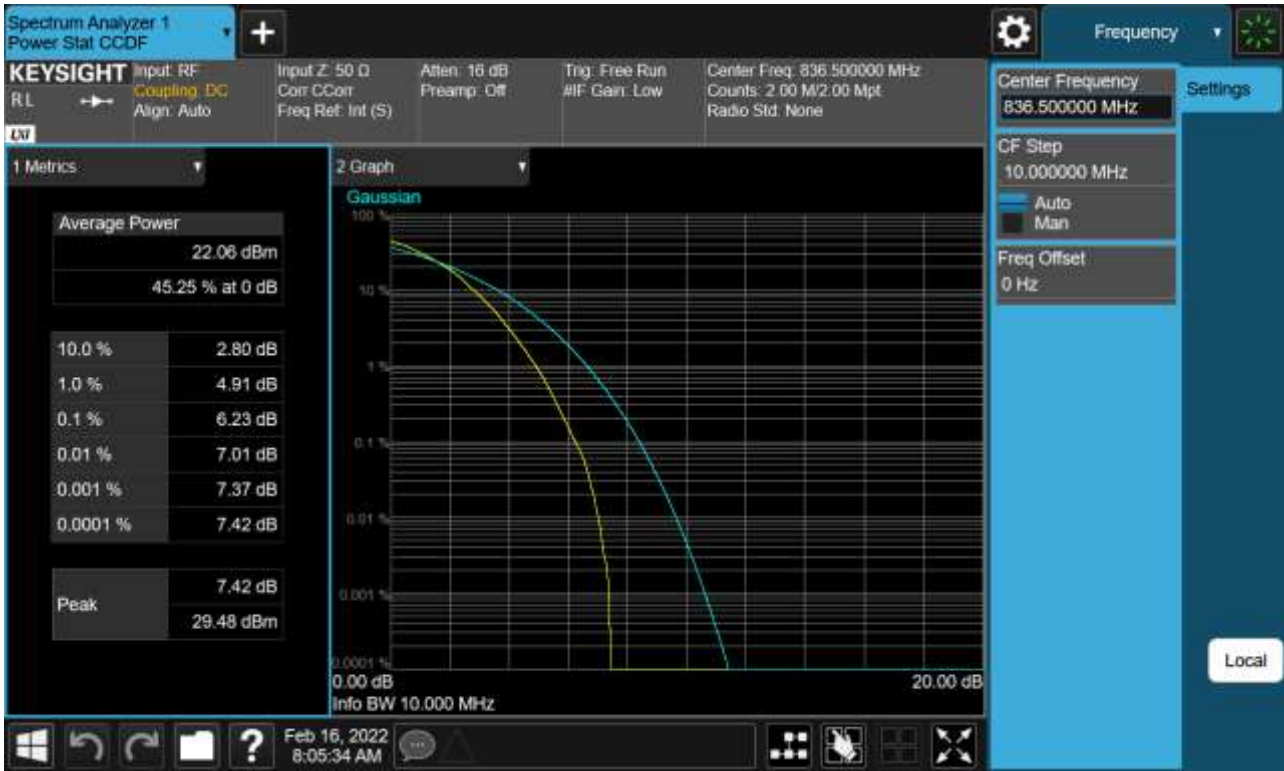 Spectrum Analyzer 1
Power Stat CCDF
+
Frequency
KEYSIGHT
RL
LXI
Input: RF
Coupling: DC
Align: Auto
Input Z: 50 Ω
Corr CCorr
Freq Ref: Int (S)
Atten: 16 dB
Preamp: Off
Trig: Free Run
#IF Gain: Low
Center Freq: 836.500000 MHz
Counts: 2.00 M/2.00 Mpt
Radio Std: None
Center Frequency
836.500000 MHz
Settings
CF Step
10.000000 MHz
Auto
Man
Freq Offset
0 Hz
Local
1 Metrics
Average Power
22.06 dBm
45.25 % at 0 dB
10.0 % 2.80 dB
1.0 % 4.91 dB
0.1 % 6.23 dB
0.01 % 7.01 dB
0.001 % 7.37 dB
0.0001 % 7.42 dB
Peak
7.42 dB
29.48 dBm
2 Graph
Gaussian
100 %
10 %
1 %
0.1 %
0.01 %
0.001 %
0.0001 %
0.00 dB
20.00 dB
Info BW 10.000 MHz
?
Feb 16, 2022
8:05:34 AM